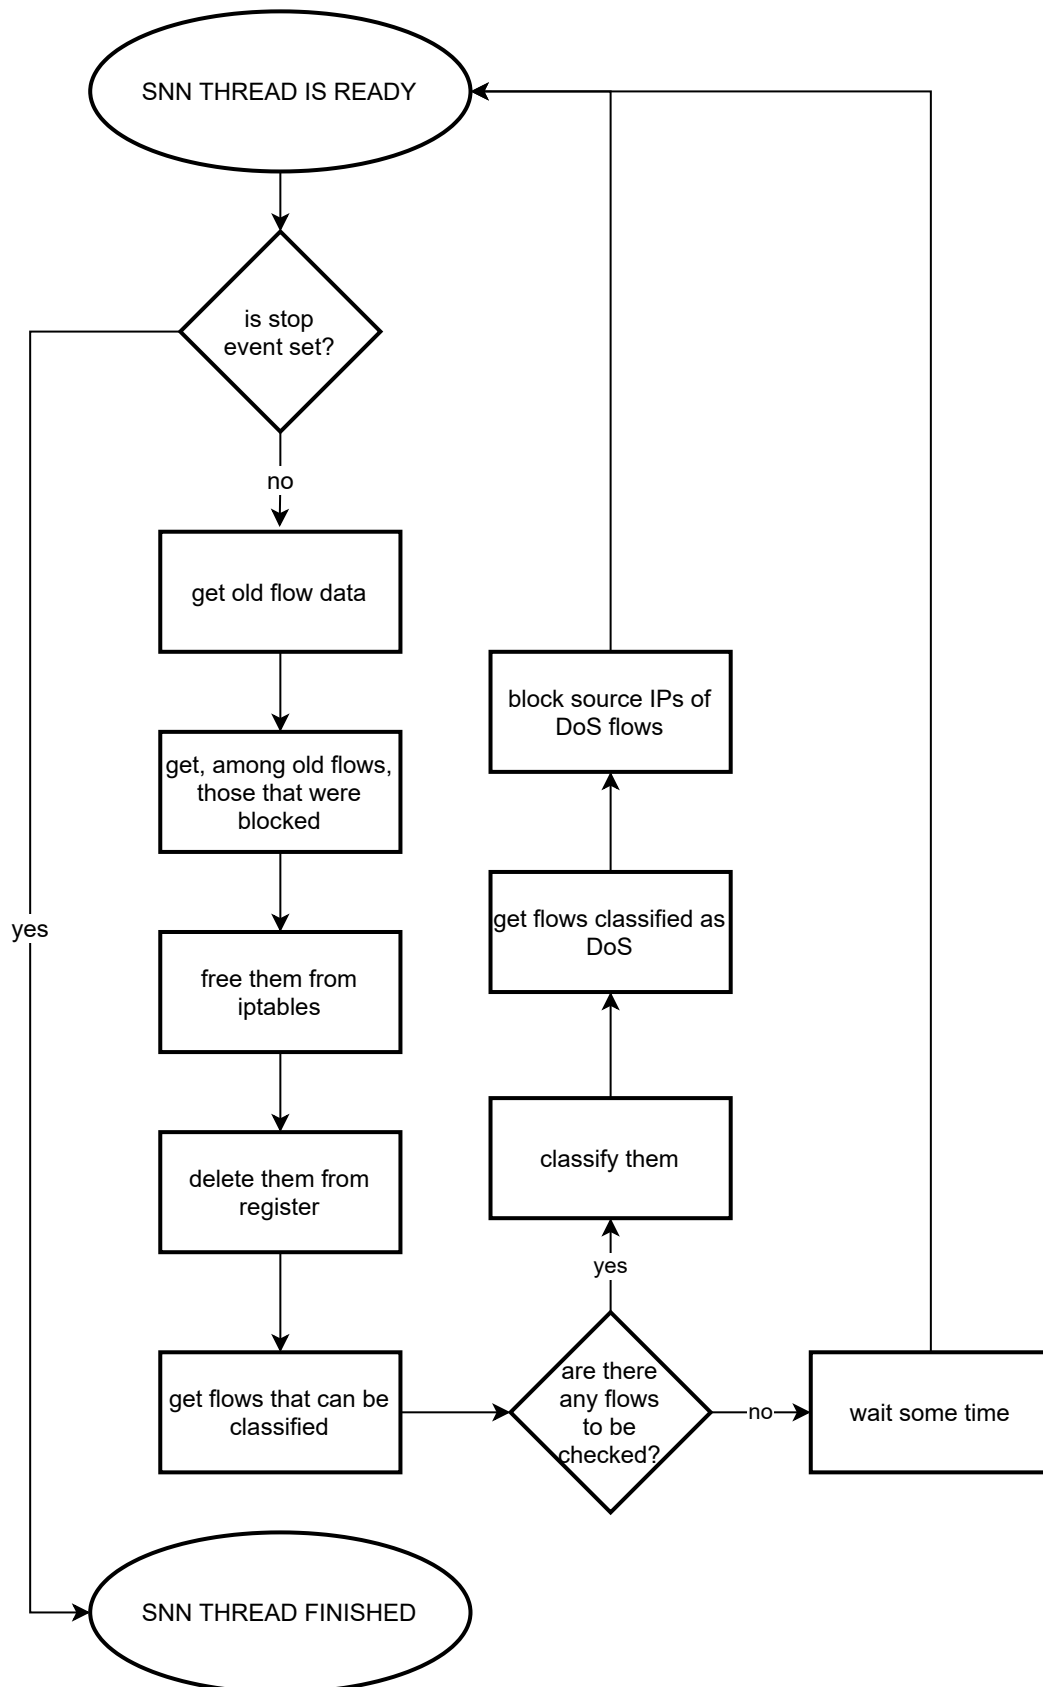 SNN THREAD IS READY
is stop
event set?
no
get old flow data
get, among old flows,
those that were
blocked
yes
free them from
iptables
delete them from
register
get flows that can be
classified
are there
any flows
to be
checked?
no
wait some time
yes
classify them
get flows classified as
DoS
block source IPs of
DoS flows
SNN THREAD FINISHED